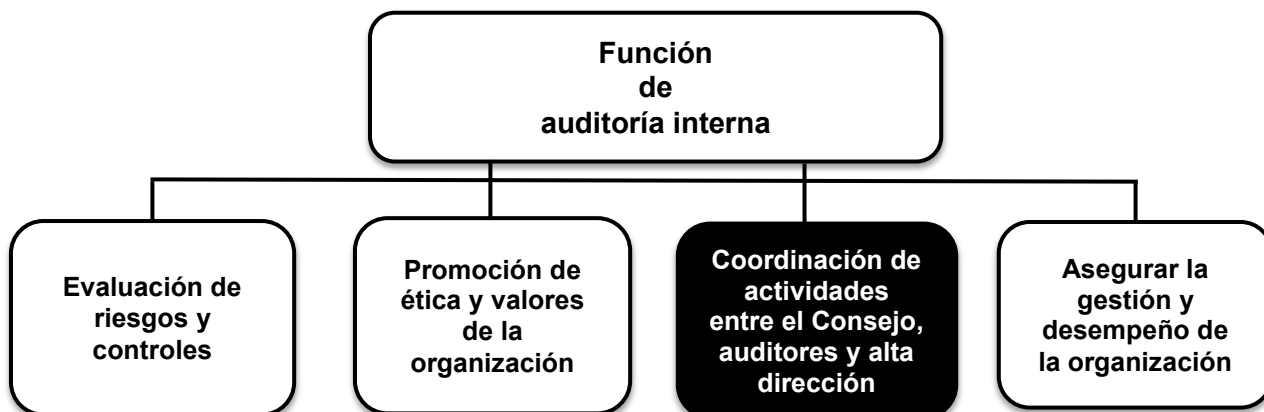 Función
de
auditoría interna
Evaluación de
riesgos y
controles
Promoción de
ética y valores
de la
organización
Coordinación de
actividades
entre el Consejo,
auditores y alta
dirección
Asegurar la
gestión y
desempeño de
la organización